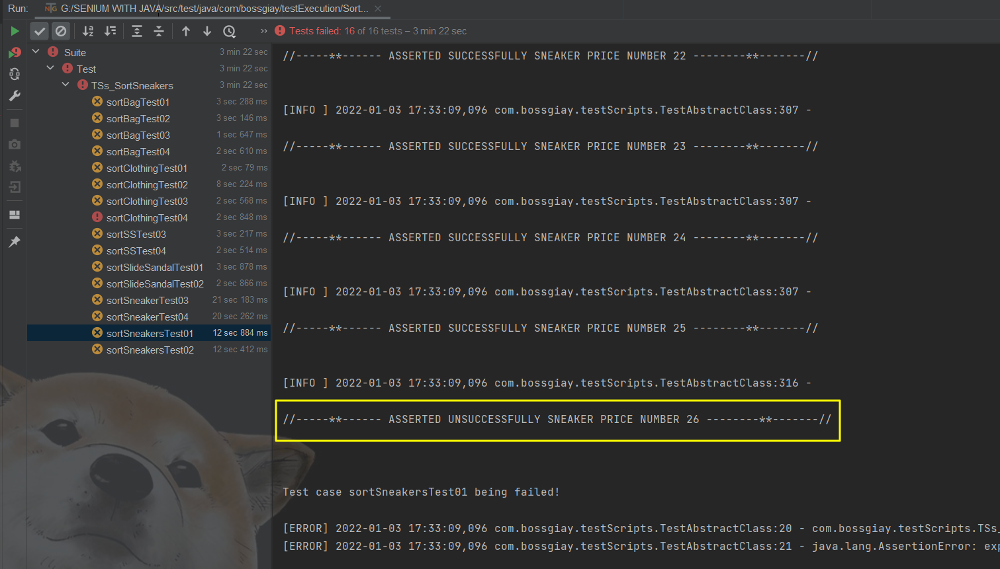 Run: NTG G:/SENIUM WITH JAVA/src/test/java/com/bossgiay/testExecution/Sort...
Tests failed: 16 of 16 tests – 3 min 22 sec
Suite 3 min 22 sec
Test 3 min 22 sec
TSs_SortSneakers 3 min 22 sec
sortBagTest01 3 sec 288 ms
sortBagTest02 3 sec 146 ms
sortBagTest03 1 sec 647 ms
sortBagTest04 2 sec 610 ms
sortClothingTest01 2 sec 79 ms
sortClothingTest02 8 sec 224 ms
sortClothingTest03 2 sec 568 ms
sortClothingTest04 2 sec 848 ms
sortSSTest03 3 sec 217 ms
sortSSTest04 2 sec 514 ms
sortSlideSandalTest01 3 sec 878 ms
sortSlideSandalTest02 2 sec 866 ms
sortSneakerTest03 21 sec 183 ms
sortSneakerTest04 20 sec 262 ms
sortSneakersTest01 12 sec 884 ms
sortSneakersTest02 12 sec 412 ms
//-----**------ ASSERTED SUCCESSFULLY SNEAKER PRICE NUMBER 22 --------**-------//
[INFO ] 2022-01-03 17:33:09,096 com.bossgiay.testScripts.TestAbstractClass:307 -
//-----**------ ASSERTED SUCCESSFULLY SNEAKER PRICE NUMBER 23 --------**-------//
[INFO ] 2022-01-03 17:33:09,096 com.bossgiay.testScripts.TestAbstractClass:307 -
//-----**------ ASSERTED SUCCESSFULLY SNEAKER PRICE NUMBER 24 --------**-------//
[INFO ] 2022-01-03 17:33:09,096 com.bossgiay.testScripts.TestAbstractClass:307 -
//-----**------ ASSERTED SUCCESSFULLY SNEAKER PRICE NUMBER 25 --------**-------//
[INFO ] 2022-01-03 17:33:09,096 com.bossgiay.testScripts.TestAbstractClass:316 -
//-----**------ ASSERTED UNSUCCESSFULLY SNEAKER PRICE NUMBER 26 --------**-------//
Test case sortSneakersTest01 being failed!
[ERROR] 2022-01-03 17:33:09,096 com.bossgiay.testScripts.TestAbstractClass:20 - com.bossgiay.testScripts.TSs_
[ERROR] 2022-01-03 17:33:09,096 com.bossgiay.testScripts.TestAbstractClass:21 - java.lang.AssertionError: exp